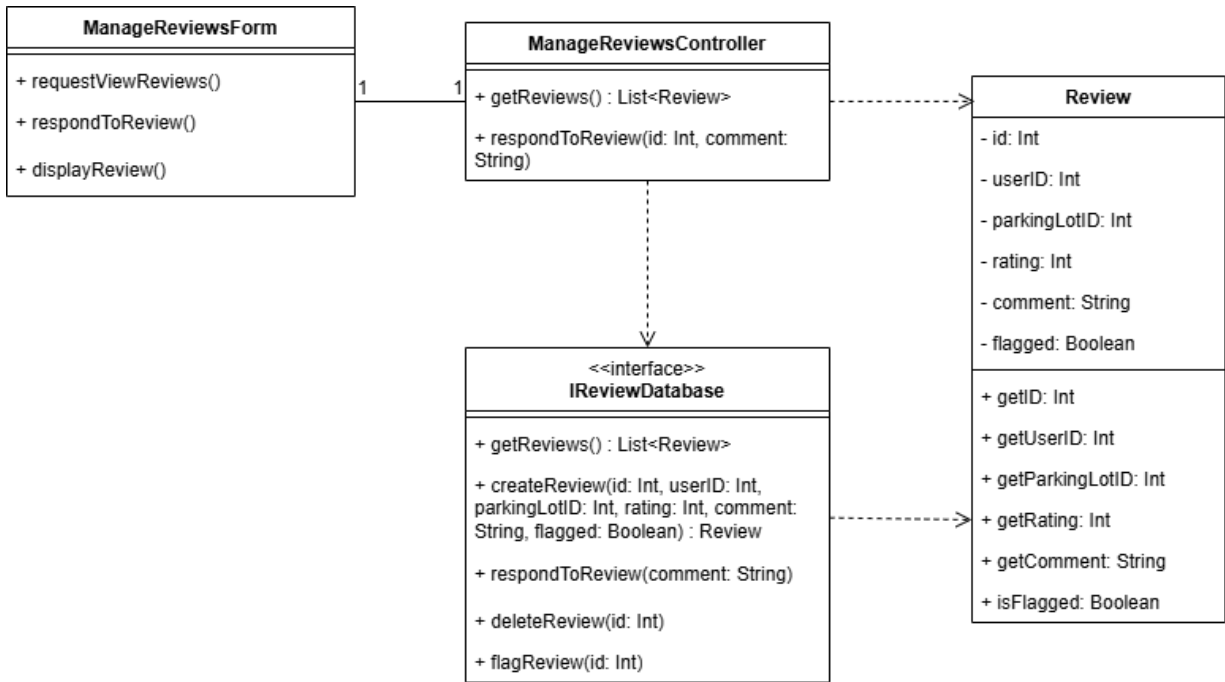 ManageReviewsForm
+ requestViewReviews()
+ respondToReview()
+ displayReview()
1
1
ManageReviewsController
+ getReviews() : List<Review>
+ respondToReview(id: Int, comment:
String)
Review
- id: Int
- userID: Int
- parkingLotID: Int
- rating: Int
- comment: String
- flagged: Boolean
+ getID: Int
+ getUserID: Int
+ getParkingLotID: Int
+ getRating: Int
+ getComment: String
+ isFlagged: Boolean
<<interface>>
IReviewDatabase
+ getReviews() : List<Review>
+ createReview(id: Int, userID: Int,
parkingLotID: Int, rating: Int, comment:
String, flagged: Boolean) : Review
+ respondToReview(comment: String)
+ deleteReview(id: Int)
+ flagReview(id: Int)